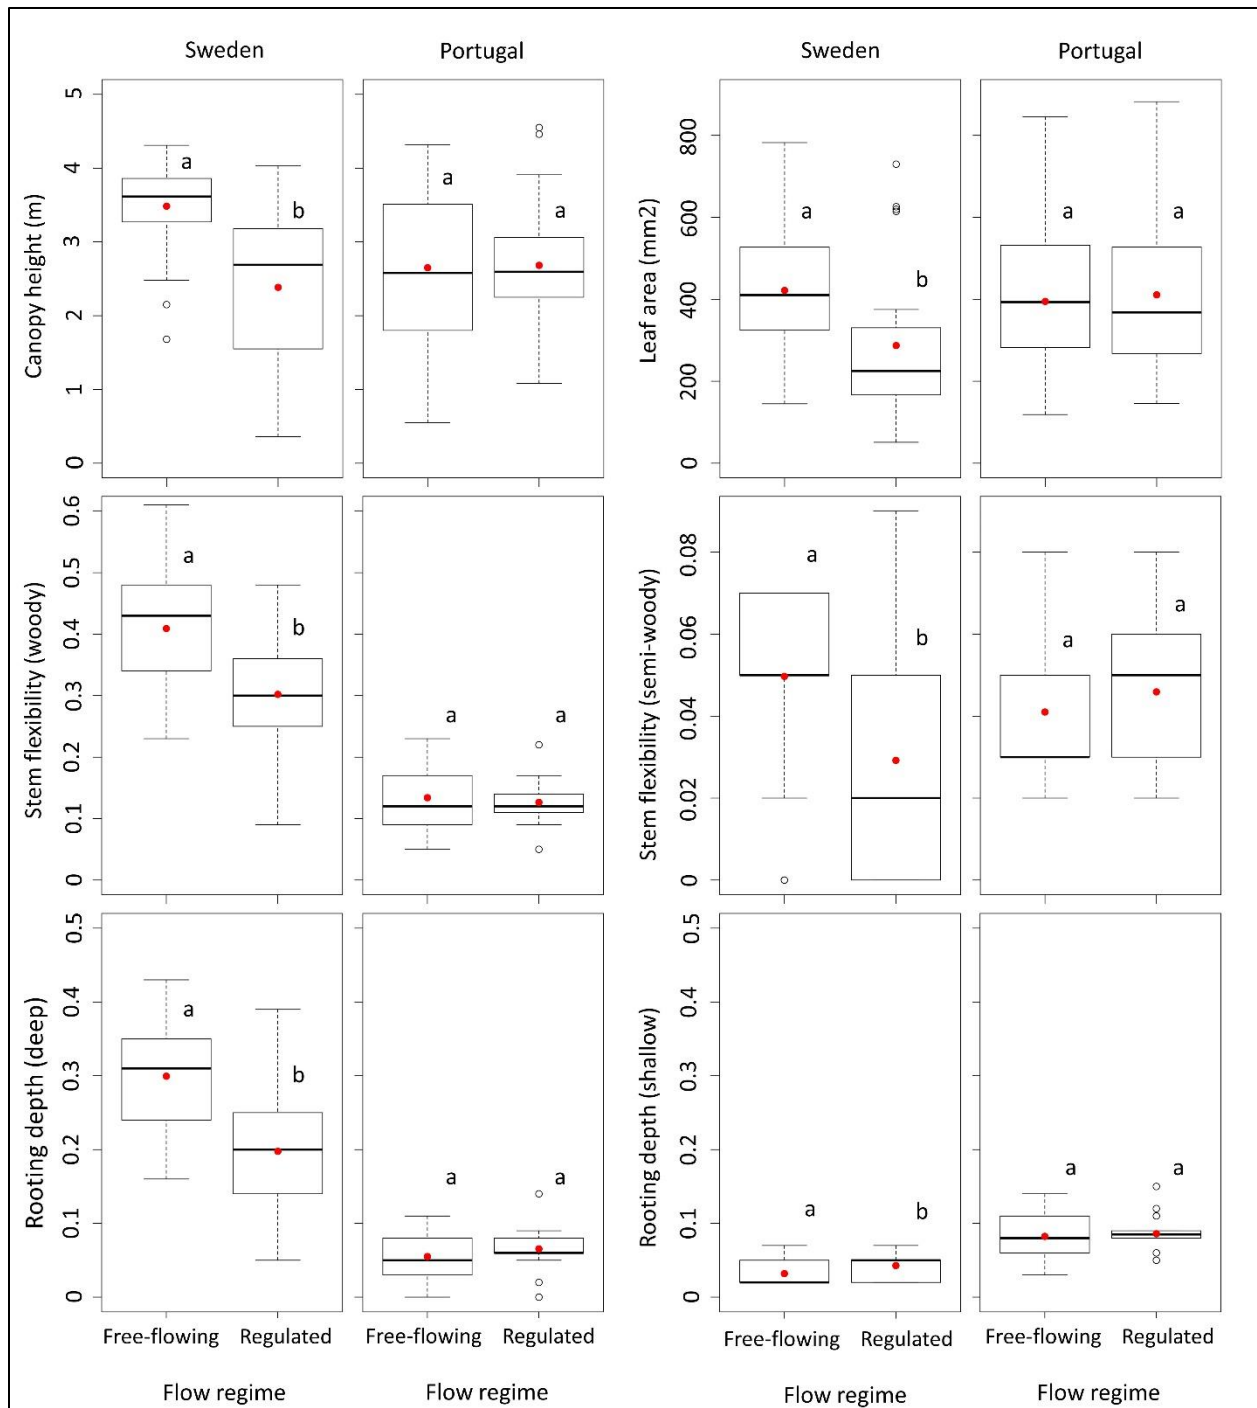 Sweden
Portugal
Sweden
Portugal
Canopy height (m)
5
4
3
2
1
0
a
b
a
a
Leaf area (mm2)
800
600
400
200
0
a
b
a
a
Stem flexibility (woody)
0.6
0.5
0.4
0.3
0.2
0.1
0
a
b
a
a
Stem flexibility (semi-woody)
0.08
0.06
0.04
0.02
0
a
b
a
a
Rooting depth (deep)
0.5
0.4
0.3
0.2
0.1
0
a
b
a
a
Rooting depth (shallow)
0.5
0.4
0.3
0.2
0.1
0
a
b
a
a
Free-flowing
Regulated
Free-flowing
Regulated
Free-flowing
Regulated
Free-flowing
Regulated
Flow regime
Flow regime
Flow regime
Flow regime